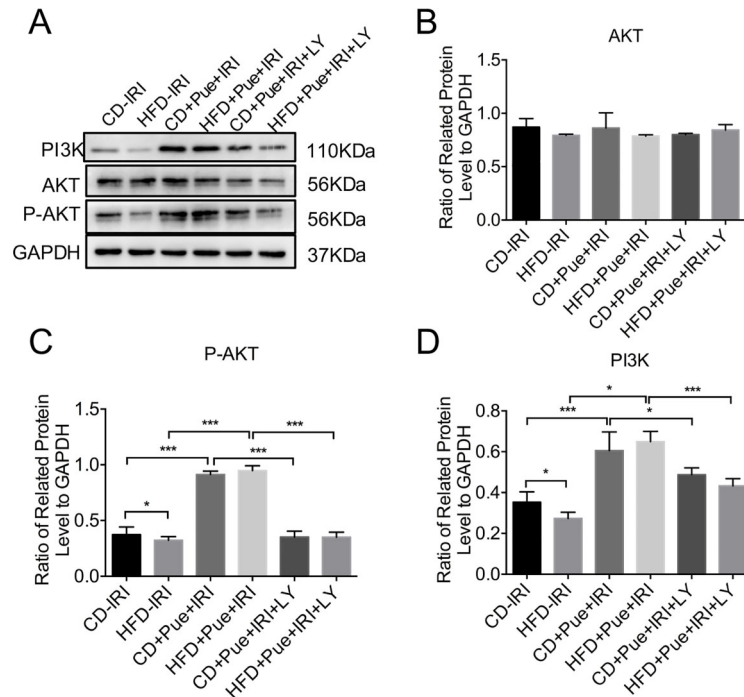 A
CD-IRI
HFD-IRI
CD+Pue+IRI
HFD+Pue+IRI
CD+Pue+IRI+LY
HFD+Pue+IRI+LY
PI3K 110KDa
AKT 56KDa
P-AKT 56KDa
GAPDH 37KDa
B
AKT
Ratio of Related Protein
Level to GAPDH
1.5
1.0
0.5
0.0
CD-IRI
HFD-IRI
CD+Pue+IRI
HFD+Pue+IRI
CD+Pue+IRI+LY
HFD+Pue+IRI+LY
C
P-AKT
Ratio of Related Protein
Level to GAPDH
1.5
1.0
0.5
0.0
*** ***
*** ***
*
CD-IRI
HFD-IRI
CD+Pue+IRI
HFD+Pue+IRI
CD+Pue+IRI+LY
HFD+Pue+IRI+LY
D
PI3K
Ratio of Related Protein
Level to GAPDH
0.8
0.6
0.4
0.2
0.0
* ***
*** *
*
CD-IRI
HFD-IRI
CD+Pue+IRI
HFD+Pue+IRI
CD+Pue+IRI+LY
HFD+Pue+IRI+LY